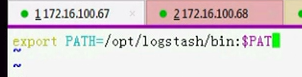 1 172.16.100.67 × 2 172.16.100.68
export PATH=/opt/logstash/bin:$PAT
~
~